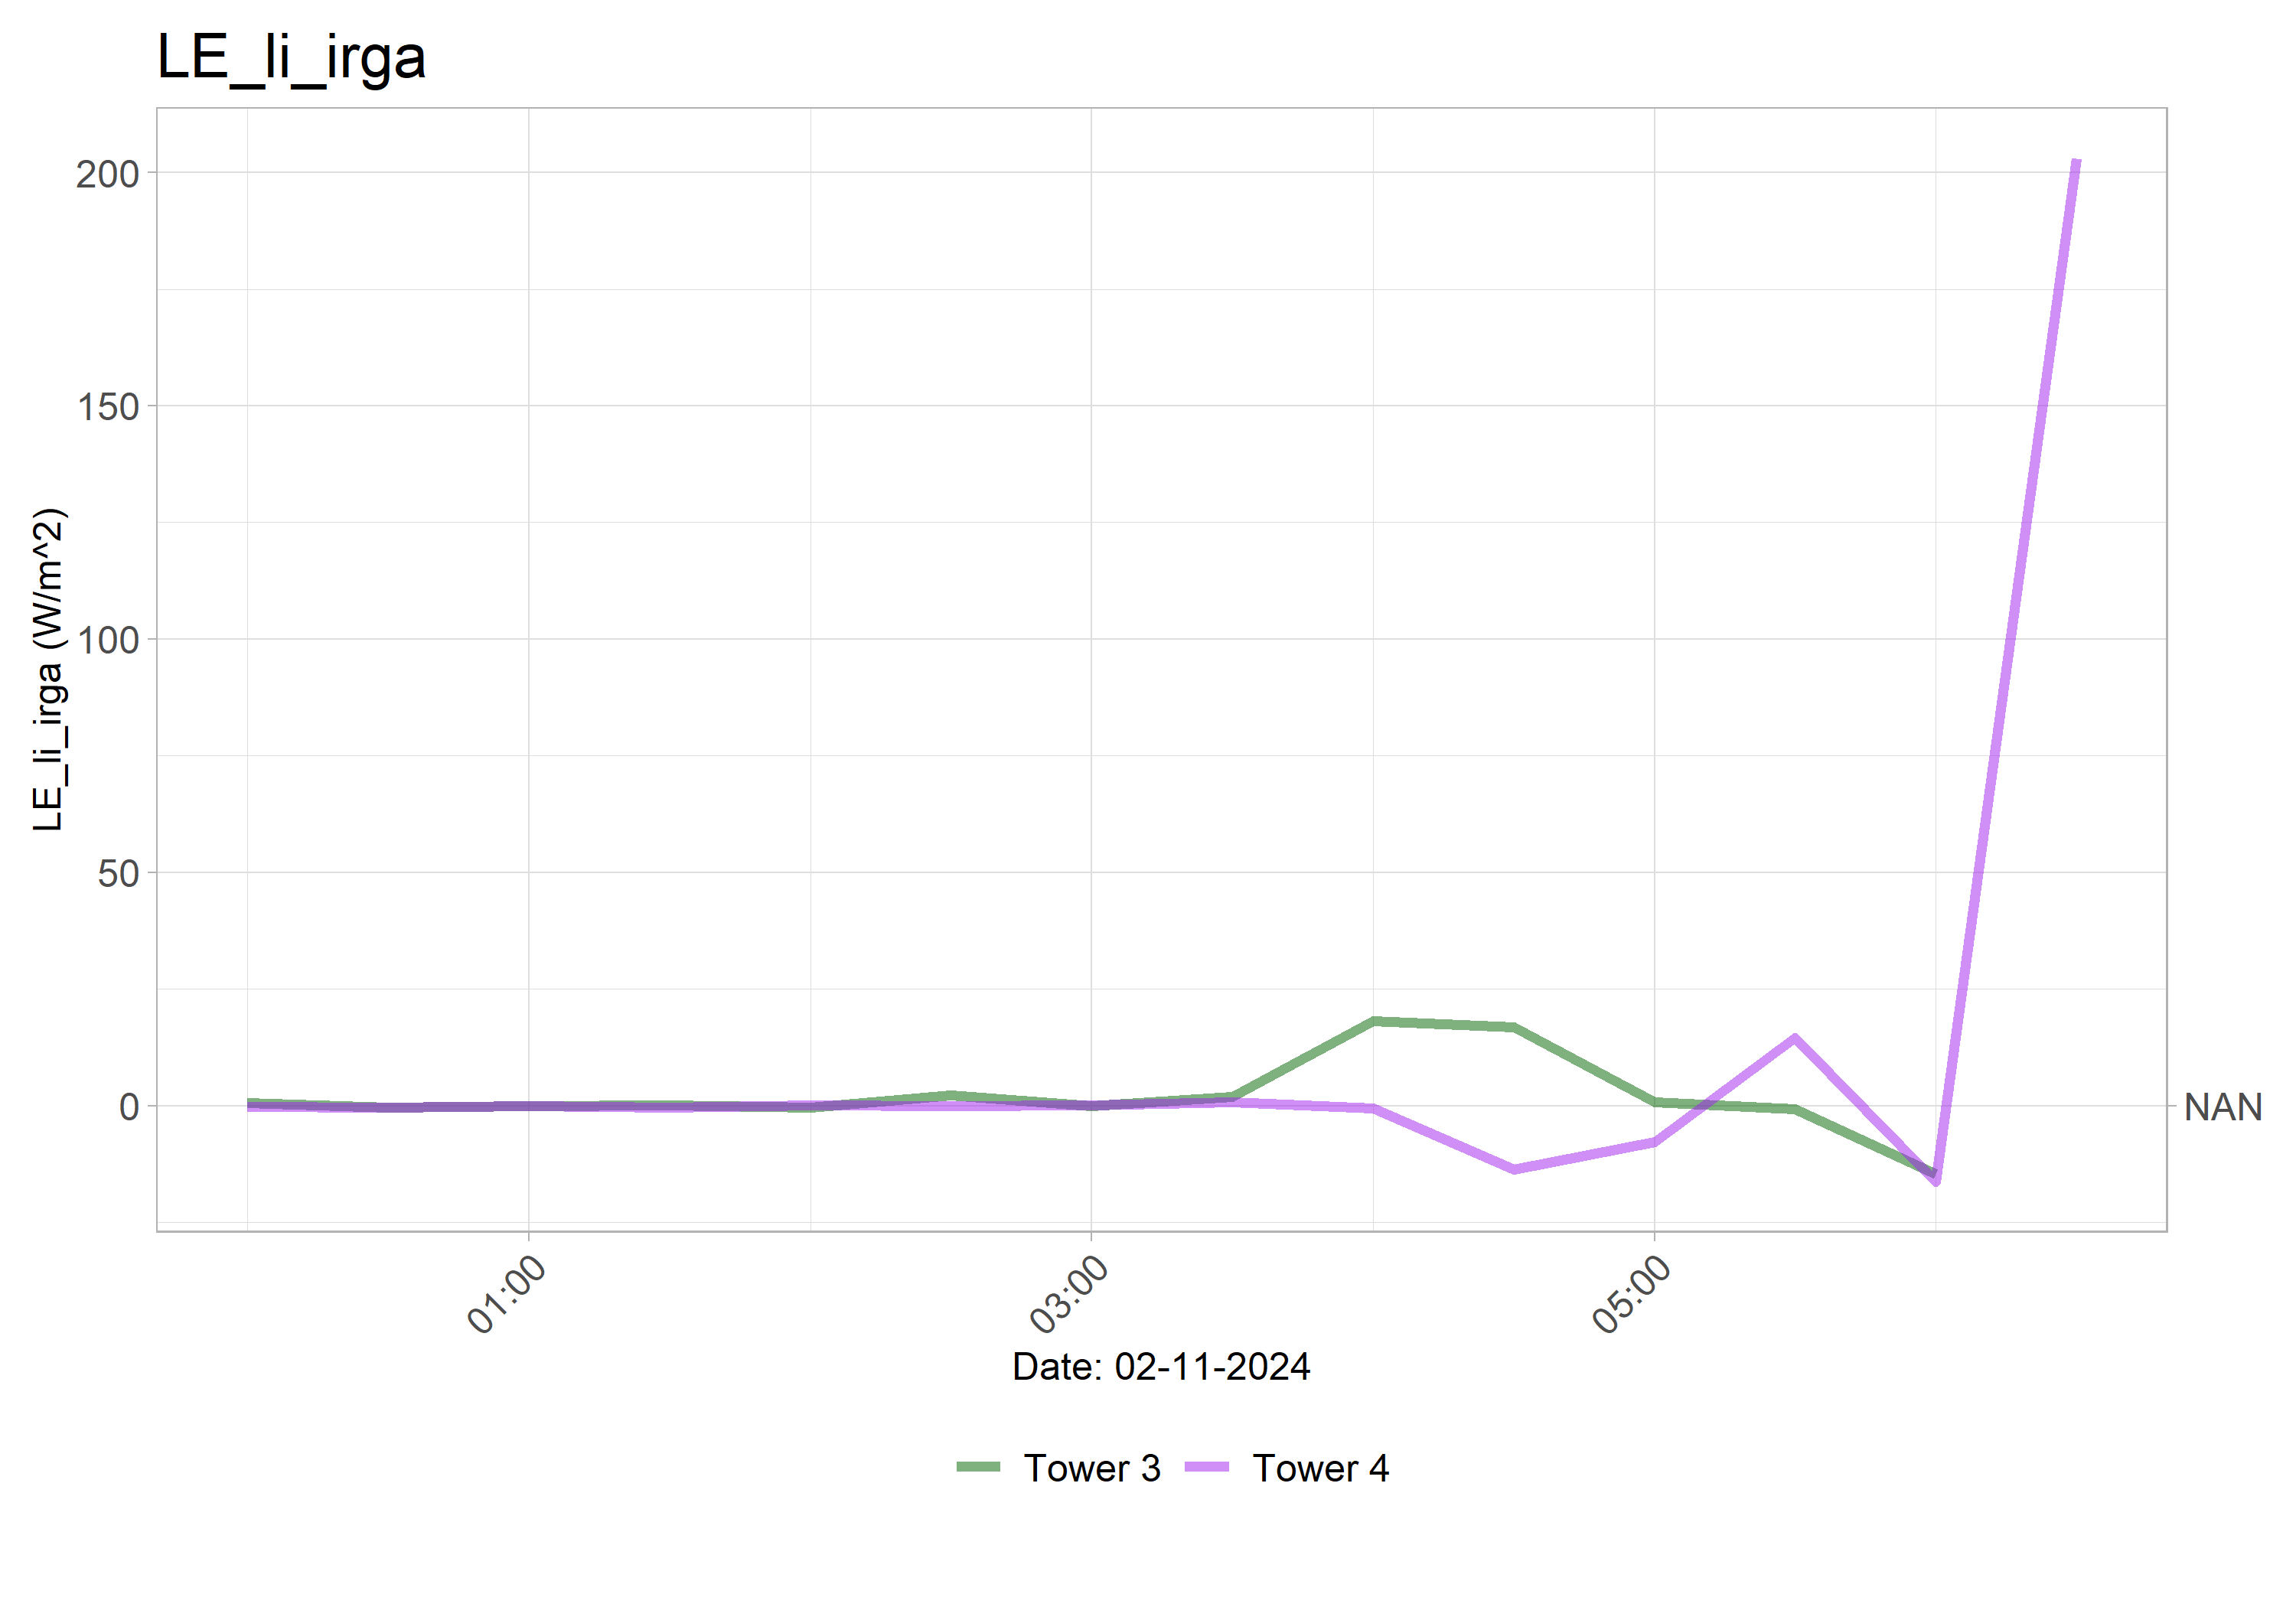 LE_li_irga
LE_li_irga (W/m^2)
200
150
100
50
0
NAN
01:00
03:00
05:00
Date: 02-11-2024
Tower 3
Tower 4